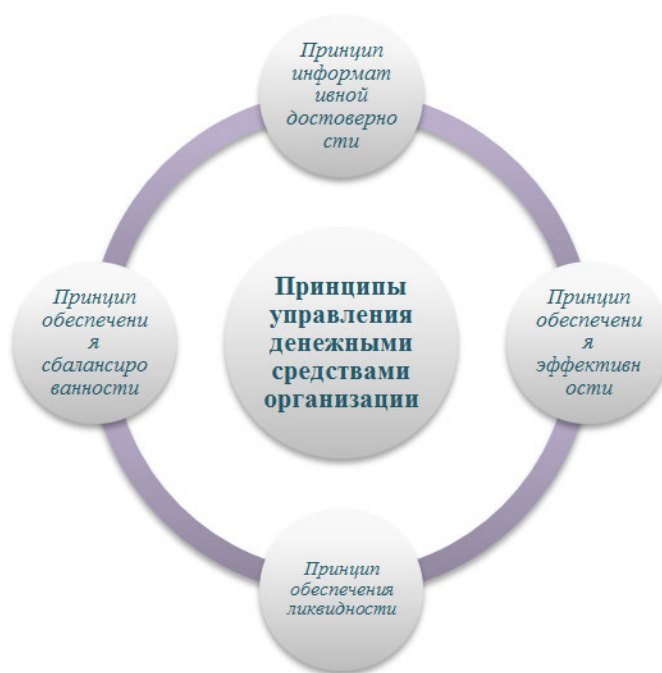 Принцип
информат
ивной
достоверно
сти
Принцип
обеспечени
я
сбалансиро
ванности
Принципы
управления
денежными
средствами
организации
Принцип
обеспечени
я
эффективн
ости
Принцип
обеспечения
ликвидности